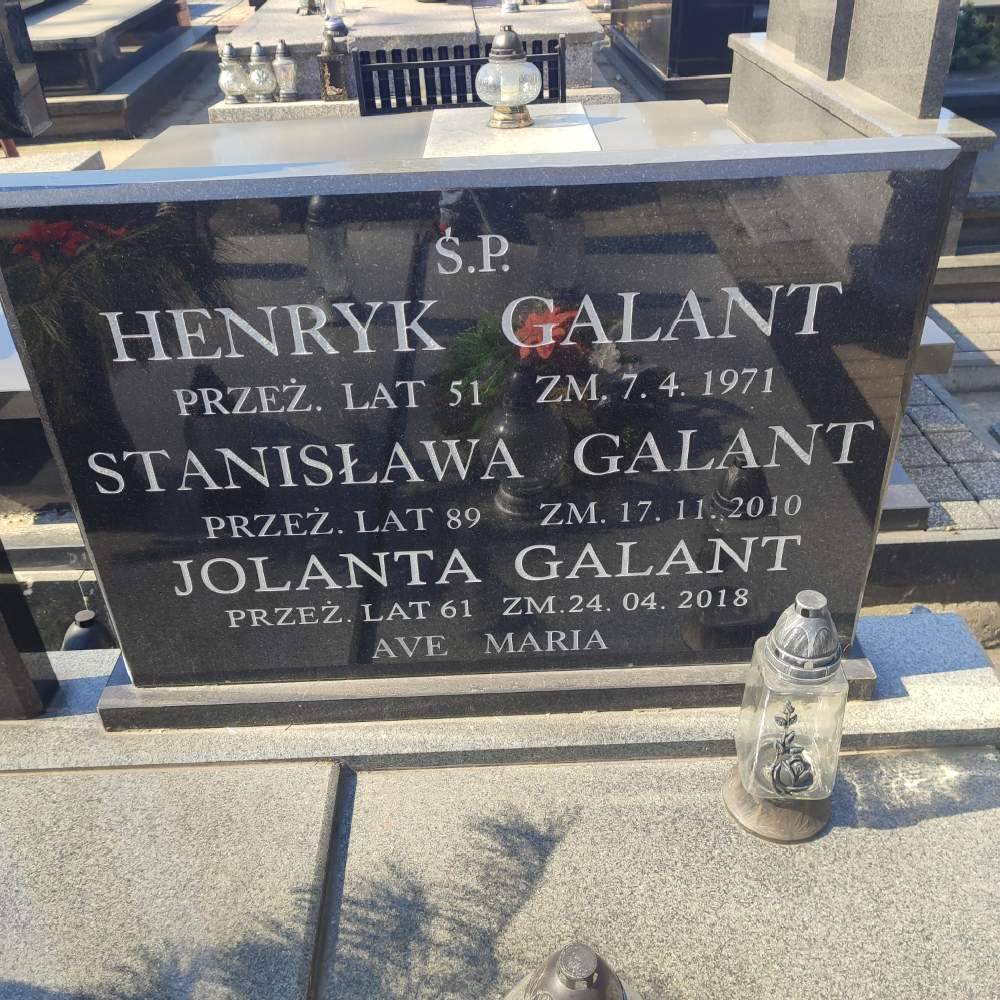 Ś.P.
HENRYK GALANT
PRZEŻ. LAT 51 ZM. 7. 4. 1971
STANISŁAWA GALANT
PRZEŻ. LAT 89 ZM. 17. 11. 2010
JOLANTA GALANT
PRZEŻ. LAT 61 ZM. 24. 04. 2018
AVE MARIA